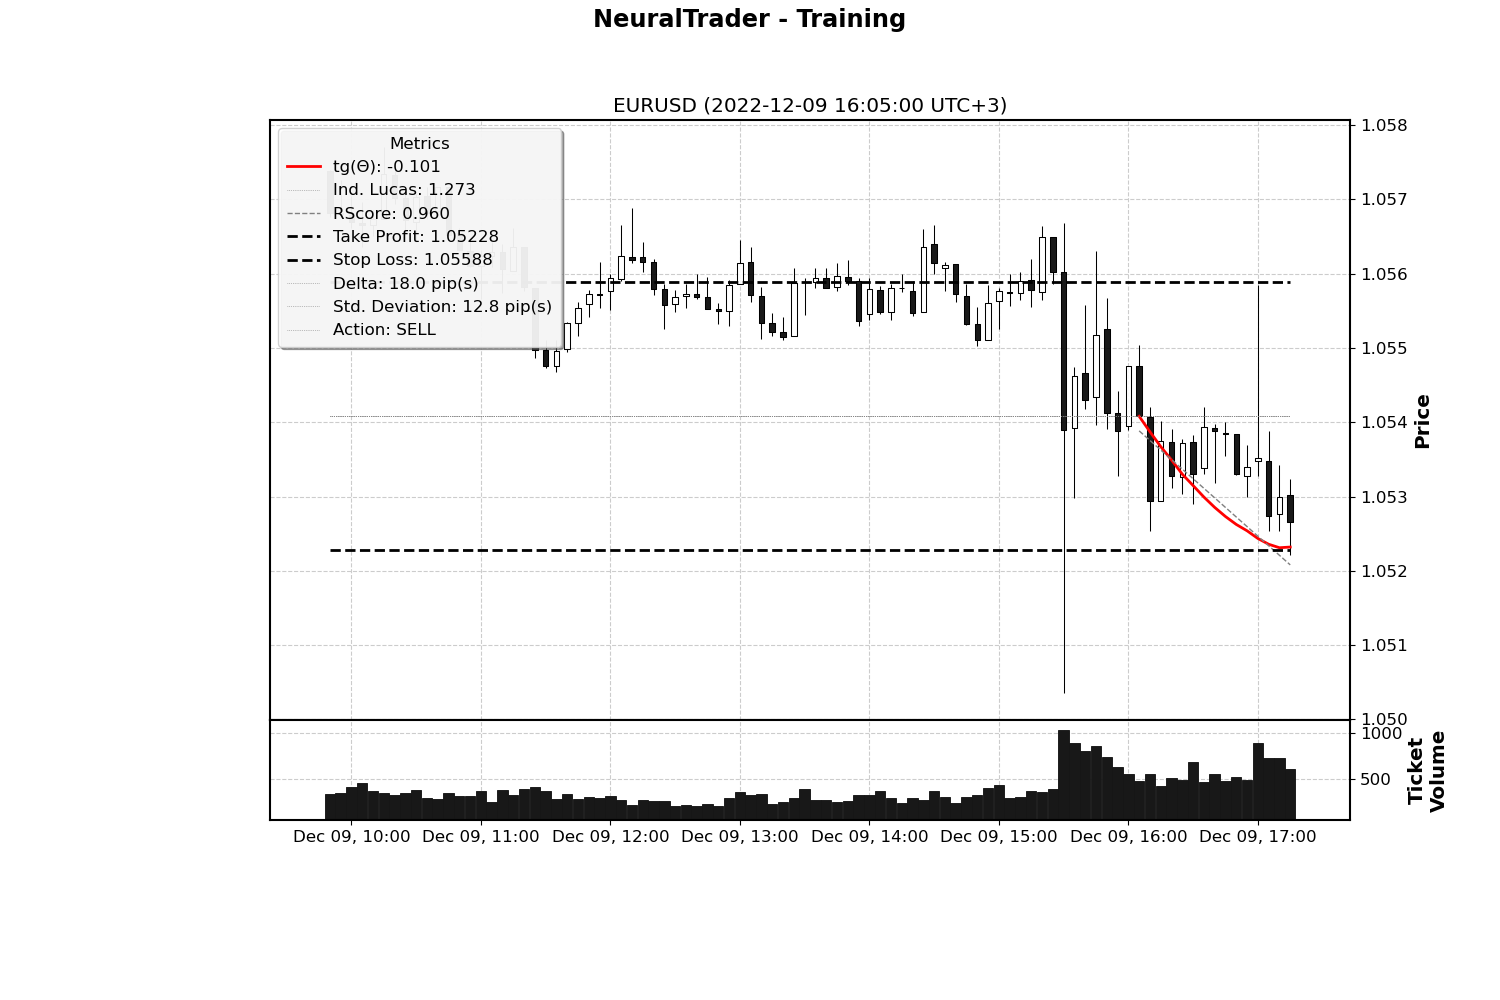 NeuralTrader - Training
EURUSD (2022-12-09 16:05:00 UTC+3)
Metrics
tg(Θ): -0.101
Ind. Lucas: 1.273
RScore: 0.960
Take Profit: 1.05228
Stop Loss: 1.05588
Delta: 18.0 pip(s)
Std. Deviation: 12.8 pip(s)
Action: SELL
1.058
1.057
1.056
1.055
1.054
1.053
1.052
1.051
1.050
Price
1000
500
Ticket
Volume
Dec 09, 10:00
Dec 09, 11:00
Dec 09, 12:00
Dec 09, 13:00
Dec 09, 14:00
Dec 09, 15:00
Dec 09, 16:00
Dec 09, 17:00